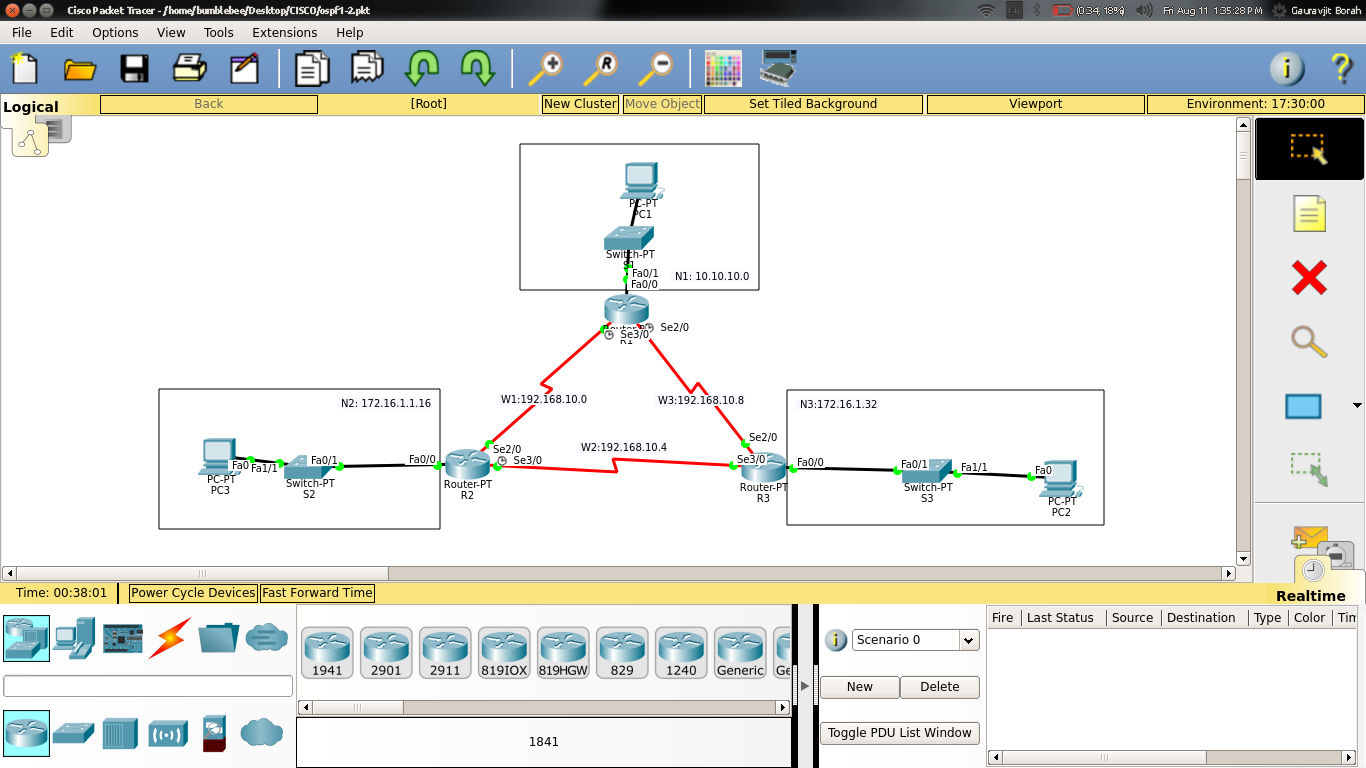 Cisco Packet Tracer - /home/bumblebee/Desktop/CISCO/ospf1-2.pkt
(0:34, 18%)
Fri Aug 11 1:35:28 PM
Gauravjit Borah
File Edit Options View Tools Extensions Help
Logical
Back
[Root]
New Cluster
Move Object
Set Tiled Background
Viewport
Environment: 17:30:00
PC-PT
PC1
Switch-PT
Fa0/1
Fa0/0
N1: 10.10.10.0
Se2/0
Se3/0
W1:192.168.10.0
W3:192.168.10.8
N2: 172.16.1.1.16
N3:172.16.1.32
Se2/0
Se3/0
W2:192.168.10.4
Se2/0
Se3/0
Fa0
Fa1/1
Fa0/1
Fa0/0
PC-PT
PC3
Switch-PT
S2
Router-PT
R2
Router-PT
R3
Fa0/0
Fa0/1
Fa1/1
Fa0
Switch-PT
S3
PC-PT
PC2
Time: 00:38:01
Power Cycle Devices
Fast Forward Time
Realtime
1941
2901
2911
819IOX
819HGW
829
1240
Generic
Ge
1841
Scenario 0
New
Delete
Toggle PDU List Window
Fire
Last Status
Source
Destination
Type
Color
Tim